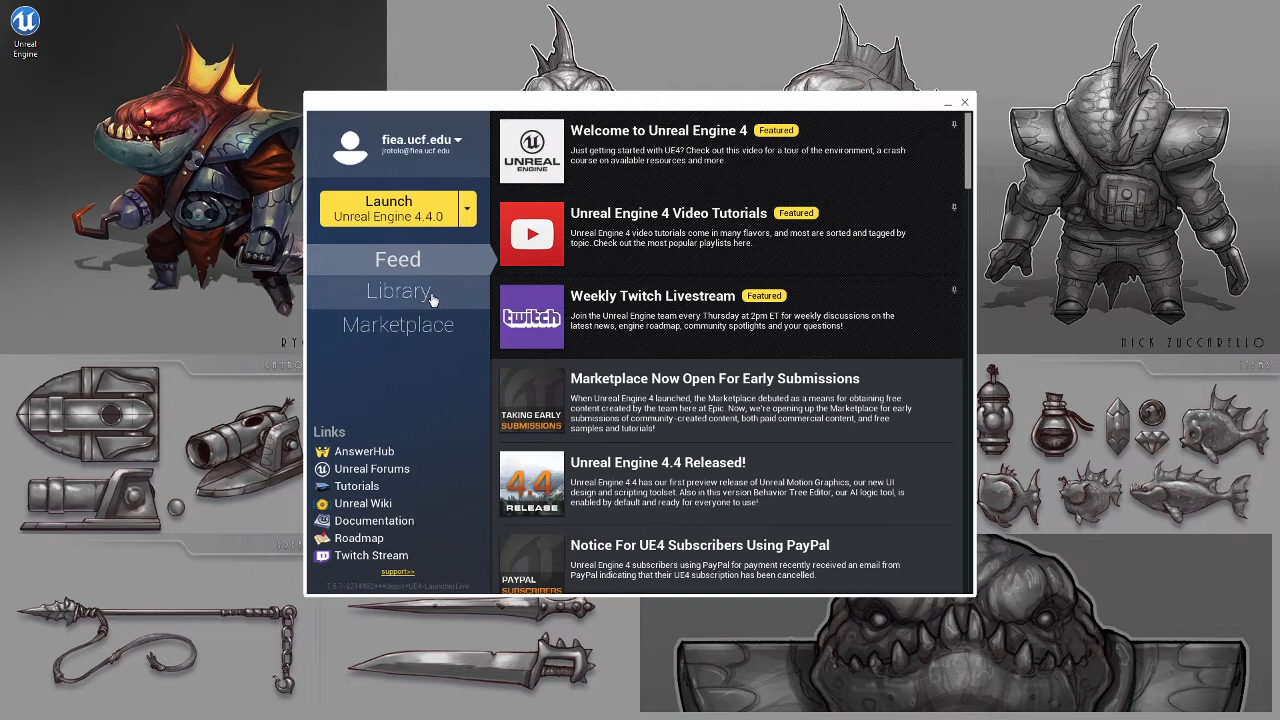 Unreal
Engine
fiea.ucf.edu
jrotolo@fiea.ucf.edu
Launch
Unreal Engine 4.4.0
Feed
Library
Marketplace
Links
AnswerHub
Unreal Forums
Tutorials
Unreal Wiki
Documentation
Roadmap
Twitch Stream
support>>
UNREAL
ENGINE
Welcome to Unreal Engine 4 Featured
Just getting started with UE4? Check out this video for a tour of the environment, a crash
course on available resources and more.
Unreal Engine 4 Video Tutorials Featured
Unreal Engine 4 video tutorials come in many flavors, and most are sorted and tagged by
topic. Check out the most popular playlists here.
twitch
Weekly Twitch Livestream Featured
Join the Unreal Engine team every Thursday at 2pm ET for weekly discussions on the
latest news, engine roadmap, community spotlights and your questions!
TAKING EARLY
SUBMISSIONS
Marketplace Now Open For Early Submissions
When Unreal Engine 4 launched, the Marketplace debuted as a means for obtaining free
content created by the team here at Epic. Now, we're opening up the Marketplace for early
submissions of community-created content, both paid commercial content, and free
samples and tutorials!
4.4
RELEASE
Unreal Engine 4.4 Released!
Unreal Engine 4.4 has our first preview release of Unreal Motion Graphics, our new UI
design and scripting toolset. Also in this version Behavior Tree Editor, our AI logic tool, is
enabled by default and ready for everyone to use!
PAYPAL
SUBSCRIBERS
Notice For UE4 Subscribers Using PayPal
Unreal Engine 4 subscribers using PayPal for payment recently received an email from
PayPal indicating that their UE4 subscription has been cancelled.
NICK ZUCCARELLO
ITEMS